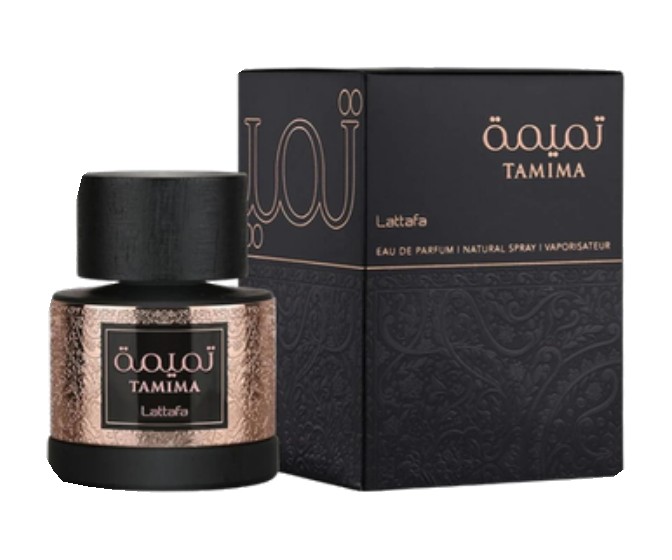 تميمة
TAMIMA
Lattafa
تميمة
TAMIMA
Lattafa
EAU DE PARFUM | NATURAL SPRAY | VAPORISATEUR